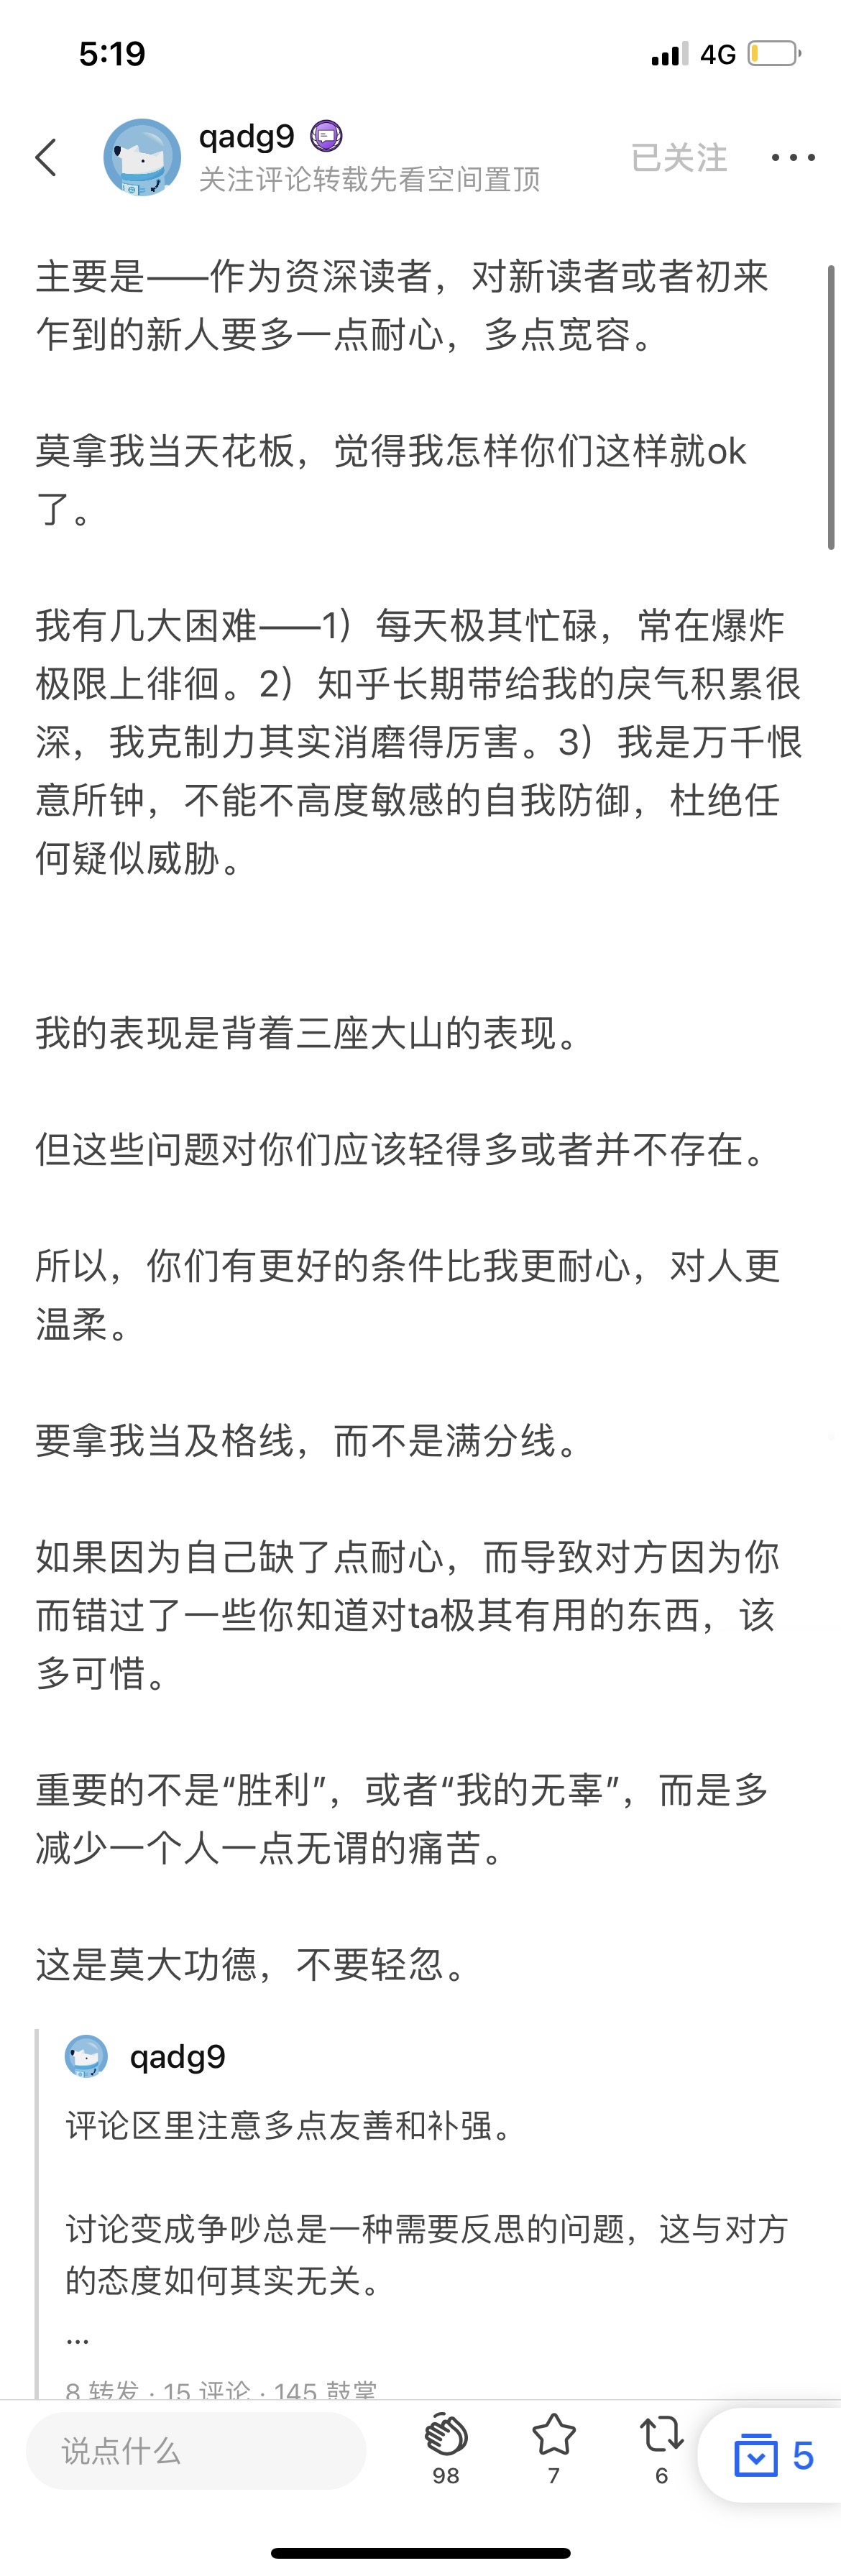 5:19
4G
qadg9
关注评论转载先看空间置顶
已关注
主要是——作为资深读者，对新读者或者初来
乍到的新人要多一点耐心，多点宽容。
莫拿我当天花板，觉得我怎样你们这样就ok
了。
我有几大困难——1）每天极其忙碌，常在爆炸
极限上徘徊。2）知乎长期带给我的戾气积累很
深，我克制力其实消磨得厉害。3）我是万千恨
意所钟，不能不高度敏感的自我防御，杜绝任
何疑似威胁。
我的表现是背着三座大山的表现。
但这些问题对你们应该轻得多或者并不存在。
所以，你们有更好的条件比我更耐心，对人更
温柔。
要拿我当及格线，而不是满分线。
如果因为自己缺了点耐心，而导致对方因为你
而错过了一些你知道对ta极其有用的东西，该
多可惜。
重要的不是“胜利”，或者“我的无辜”，而是多
减少一个人一点无谓的痛苦。
这是莫大功德，不要轻忽。
qadg9
评论区里注意多点友善和补强。
讨论变成争吵总是一种需要反思的问题，这与对方
的态度如何其实无关。
...
8 转发 · 15 评论 · 145 鼓掌
说点什么
98
7
6
5